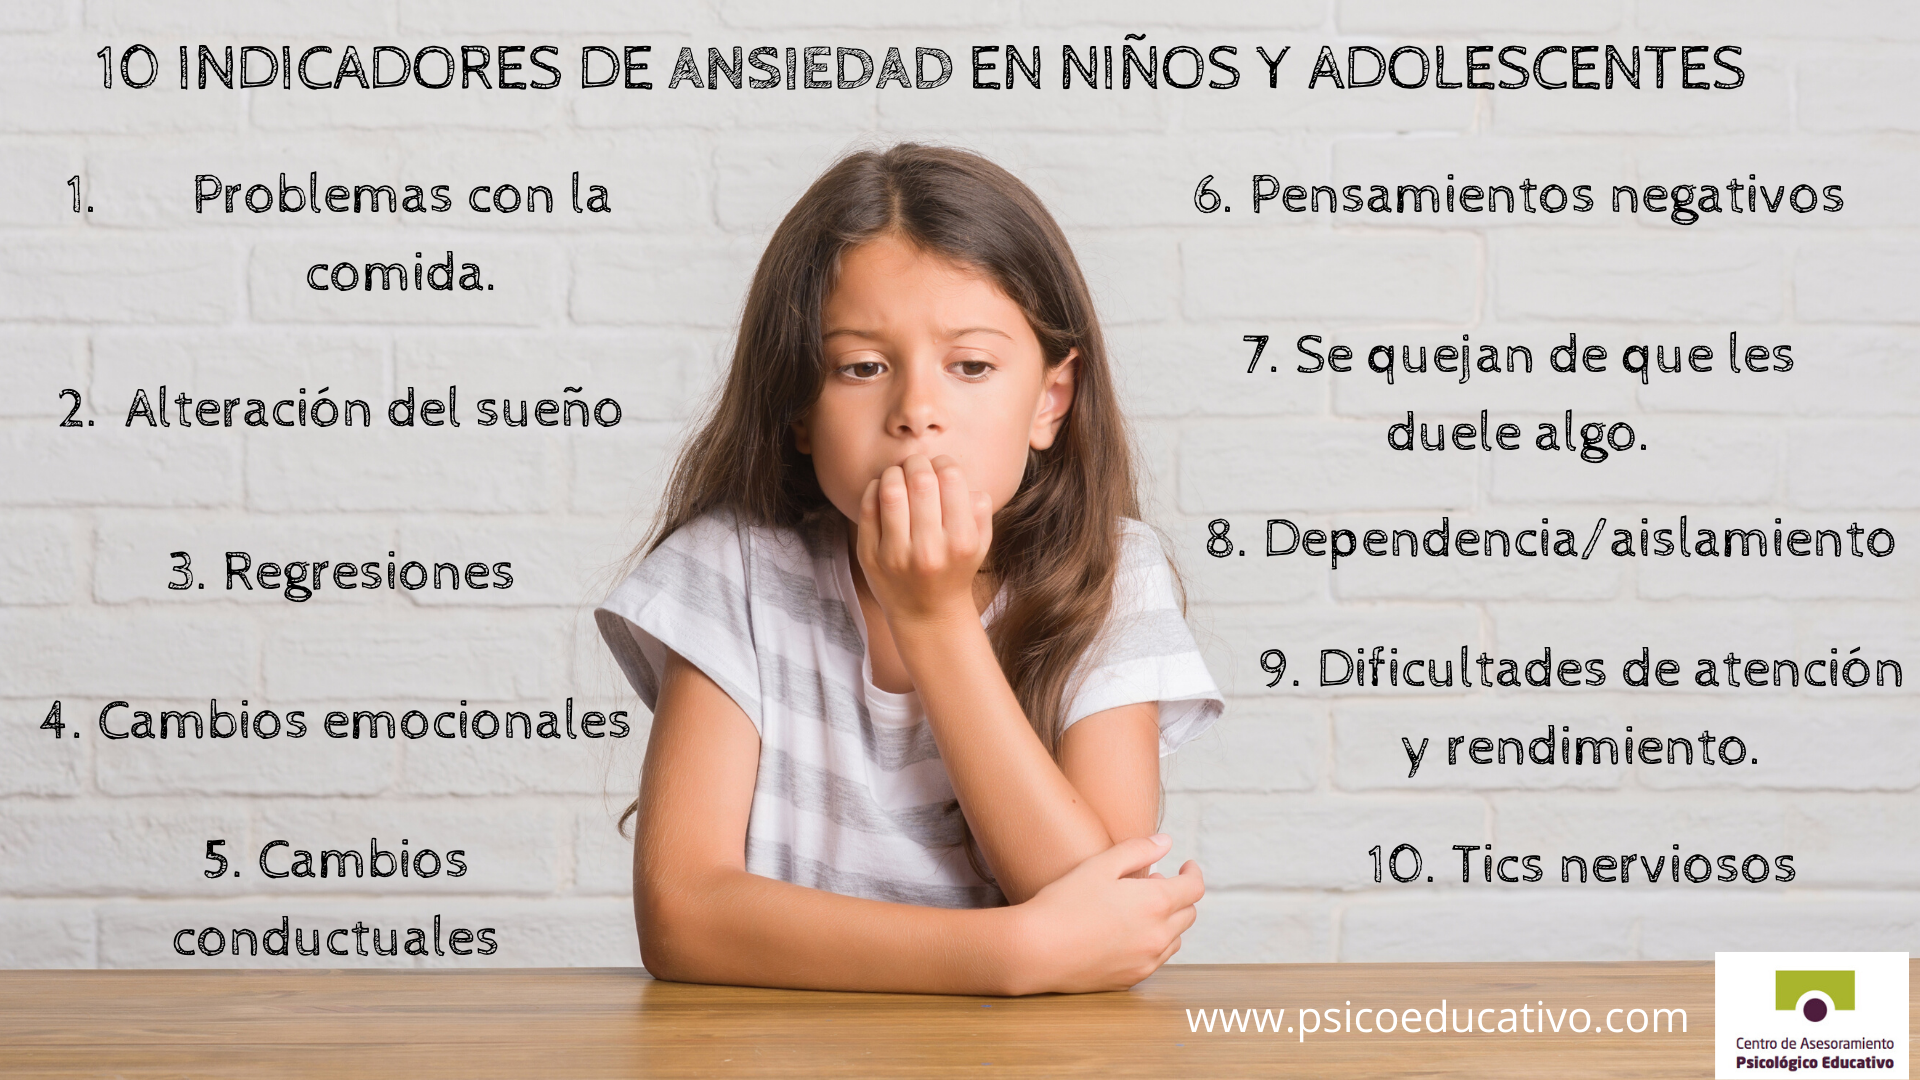 10 INDICADORES DE ANSIEDAD EN NIÑOS Y ADOLESCENTES
1. Problemas con la
comida.
2. Alteración del sueño
3. Regresiones
4. Cambios emocionales
5. Cambios
conductuales
6. Pensamientos negativos
7. Se quejan de que les
duele algo.
8. Dependencia/aislamiento
9. Dificultades de atención
y rendimiento.
10. Tics nerviosos
www.psicoeducativo.com
Centro de Asesoramiento
Psicológico Educativo